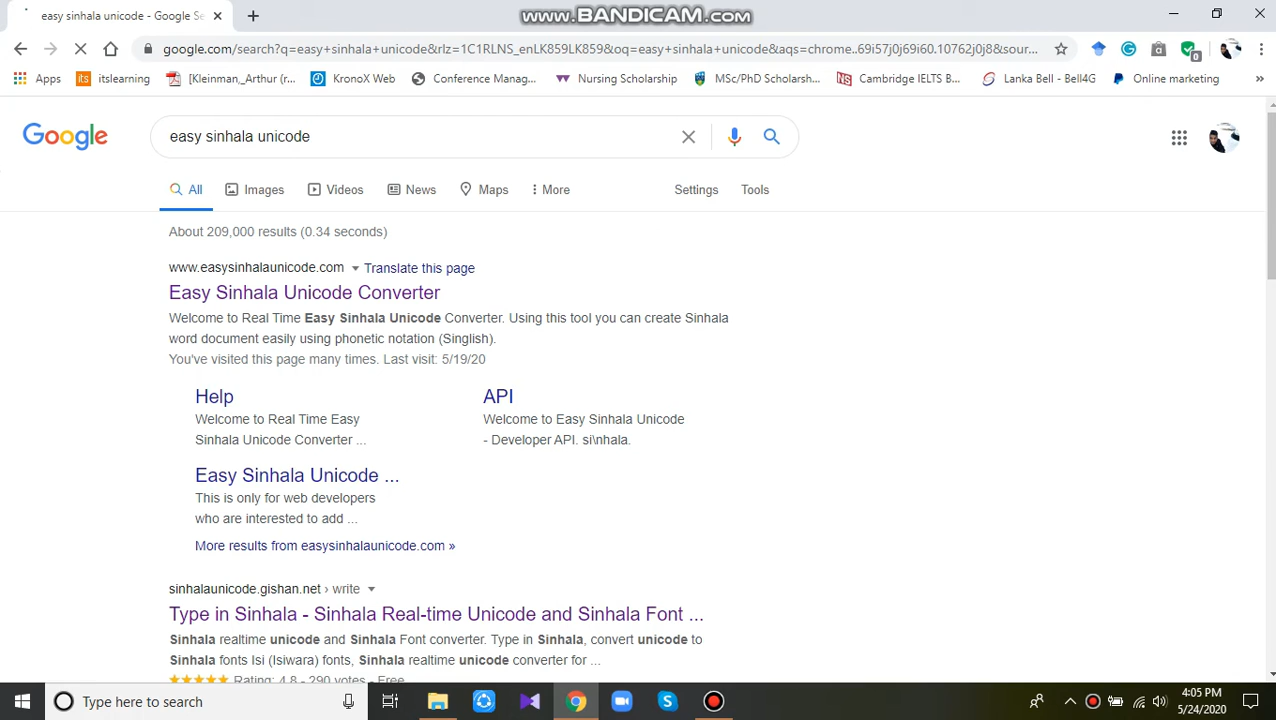 www.BANDICAM.com
easy sinhala unicode - Google Se
google.com/search?q=easy+sinhala+unicode&rlz=1C1RLNS_enLK859LK859&oq=easy+sinhala+unicode&aqs=chrome..69i57j0j69i60.10762j0j8&sour...
Apps
its itslearning
[Kleinman,_Arthur (r...
KronoX Web
Conference Manag...
Nursing Scholarship
MSc/PhD Scholarsh...
NS Cambridge IELTS B...
Lanka Bell - Bell4G
Online marketing
»
Google
easy sinhala unicode
All Images Videos News Maps More Settings Tools
About 209,000 results (0.34 seconds)
www.easysinhalaunicode.com Translate this page
Easy Sinhala Unicode Converter
Welcome to Real Time Easy Sinhala Unicode Converter. Using this tool you can create Sinhala
word document easily using phonetic notation (Singlish).
You've visited this page many times. Last visit: 5/19/20
Help
Welcome to Real Time Easy
Sinhala Unicode Converter ...
API
Welcome to Easy Sinhala Unicode
- Developer API. si\nhala.
Easy Sinhala Unicode ...
This is only for web developers
who are interested to add ...
More results from easysinhalaunicode.com »
sinhalaunicode.gishan.net › write
Type in Sinhala - Sinhala Real-time Unicode and Sinhala Font ...
Sinhala realtime unicode and Sinhala Font converter. Type in Sinhala, convert unicode to
Sinhala fonts Isi (Isiwara) fonts, Sinhala realtime unicode converter for ...
Rating: 4.8 - 290 votes - Free
Type here to search
4:05 PM
5/24/2020